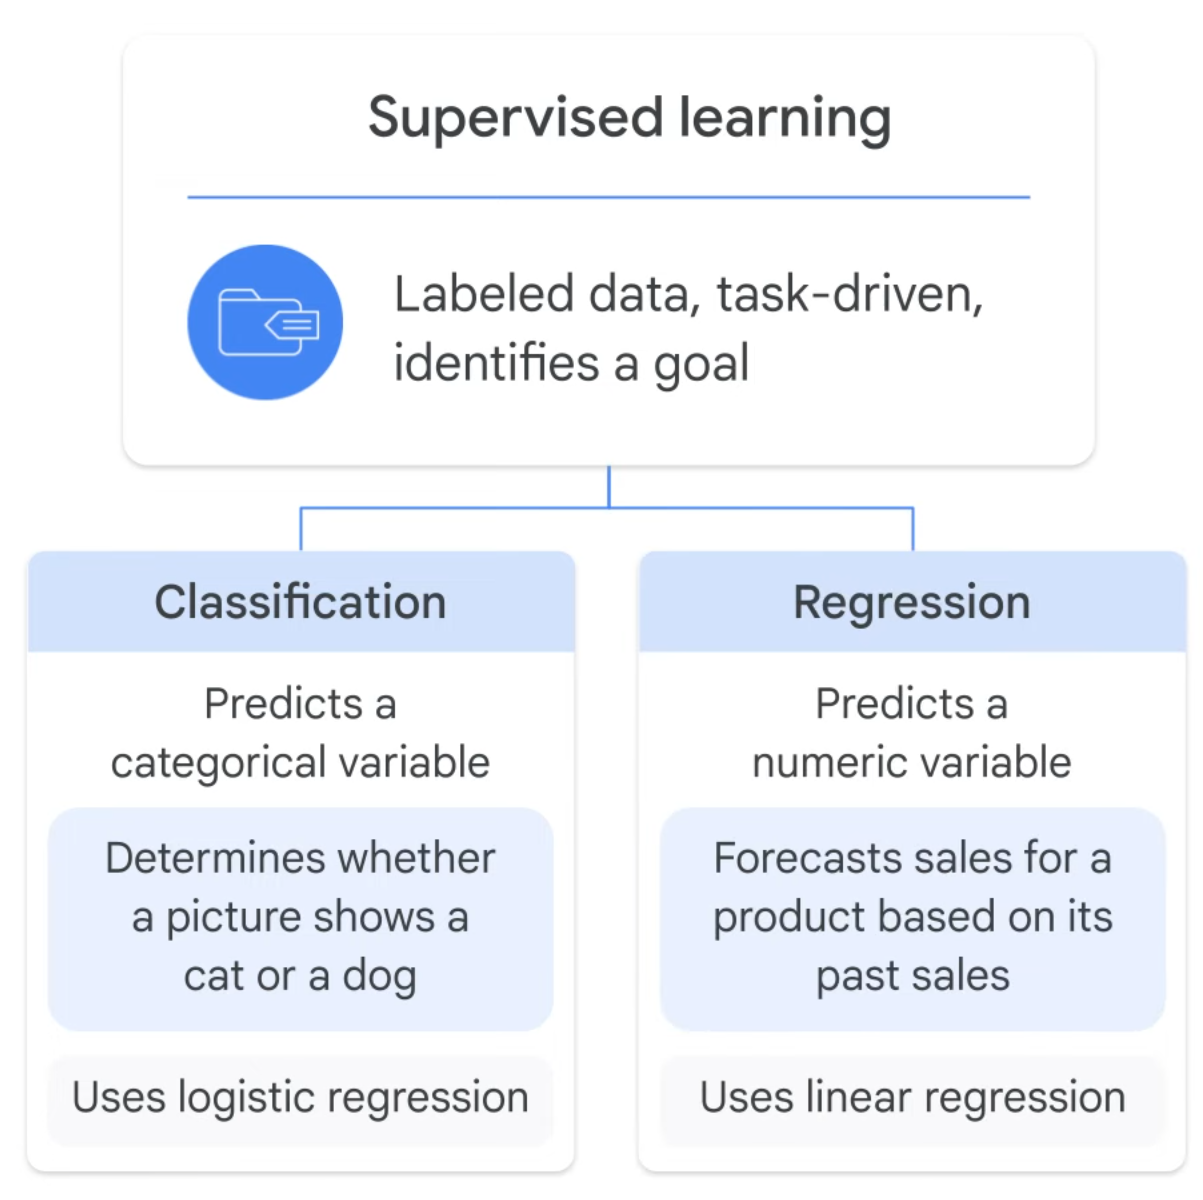 Supervised learning
Labeled data, task-driven,
identifies a goal
Classification
Predicts a
categorical variable
Determines whether
a picture shows a
cat or a dog
Uses logistic regression
Regression
Predicts a
numeric variable
Forecasts sales for a
product based on its
past sales
Uses linear regression